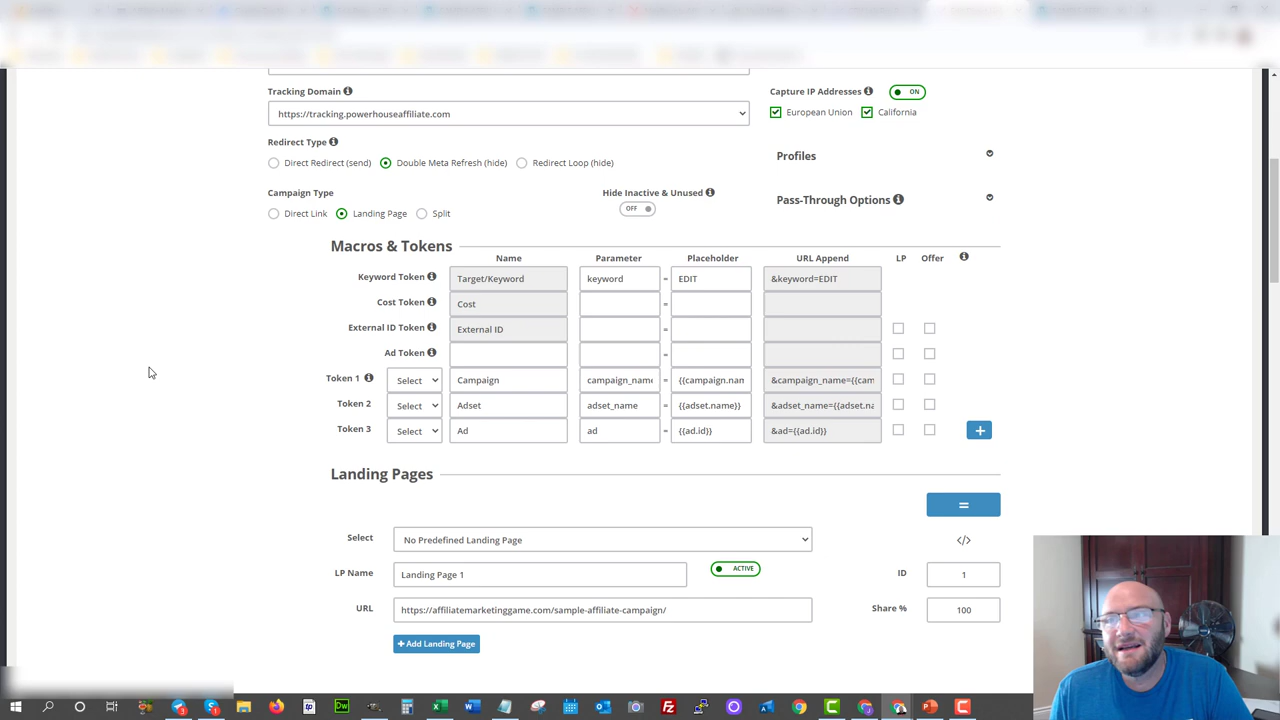 Tracking Domain
https://tracking.powerhouseaffiliate.com
Capture IP Addresses ON
European Union California
Redirect Type
Direct Redirect (send) Double Meta Refresh (hide) Redirect Loop (hide)
Profiles
Campaign Type
Hide Inactive & Unused
OFF
Pass-Through Options
Direct Link Landing Page Split
Macros & Tokens
Name Parameter Placeholder URL Append LP Offer
Keyword Token Target/Keyword keyword = EDIT &keyword=EDIT
Cost Token Cost =
External ID Token External ID =
Ad Token =
Token 1 Select Campaign campaign_name = {{campaign.nan &campaign_name={{cam
Token 2 Select Adset adset_name = {{adset.name}} &adset_name={{adset.na
Token 3 Select Ad ad = {{ad.id}} &ad={{ad.id}} +
Landing Pages
=
Select No Predefined Landing Page </>
LP Name Landing Page 1 ACTIVE ID 1
URL https://affiliatemarketinggame.com/sample-affiliate-campaign/ Share % 100
+ Add Landing Page